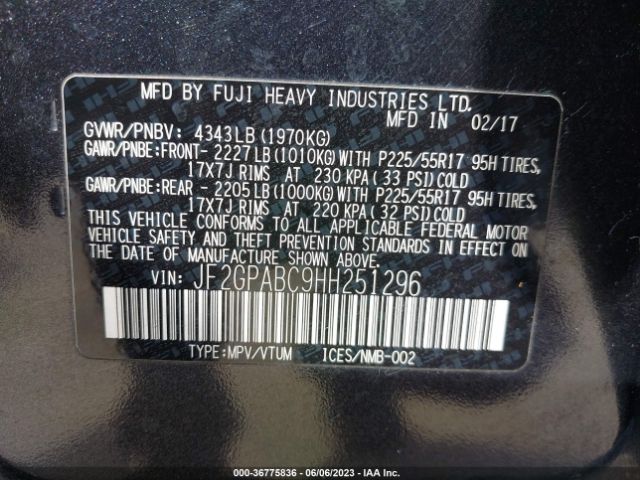 MFD BY FUJI HEAVY INDUSTRIES LTD.
MFD IN 02/17
GVWR/PNBV: 4343LB(1970KG)
GAWR/PNBE:FRONT- 2227LB(1010KG)WITH P225/55R17 95H TIRES,
17X7J RIMS AT 230 KPA( 33 PSI)COLD
GAWR/PNBE:REAR - 2205LB(1000KG)WITH P225/55R17 95H TIRES,
17X7J RIMS AT 220 KPA( 32 PSI)COLD
THIS VEHICLE CONFORMS TO ALL APPLICABLE FEDERAL MOTOR
VEHICLE SAFETY AND THEFT PREVENTION STANDARDS IN EFFECT ON
THE DATE OF MANUFACTURE SHOWN ABOVE.
VIN: JF2GPABC9HH251296
TYPE:MPV/VTUM ICES/NMB-002
000-36775836 - 06/06/2023 - IAA Inc.